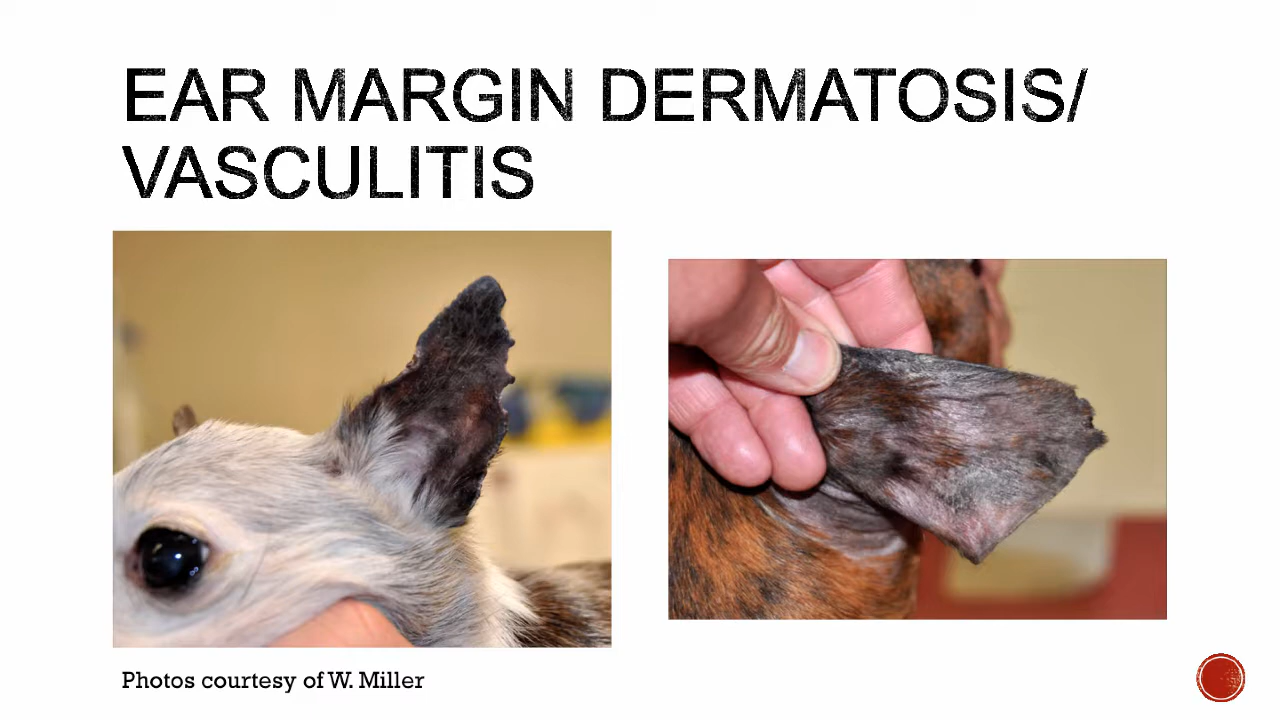 EAR MARGIN DERMATOSIS/
VASCULITIS
Photos courtesy of W. Miller